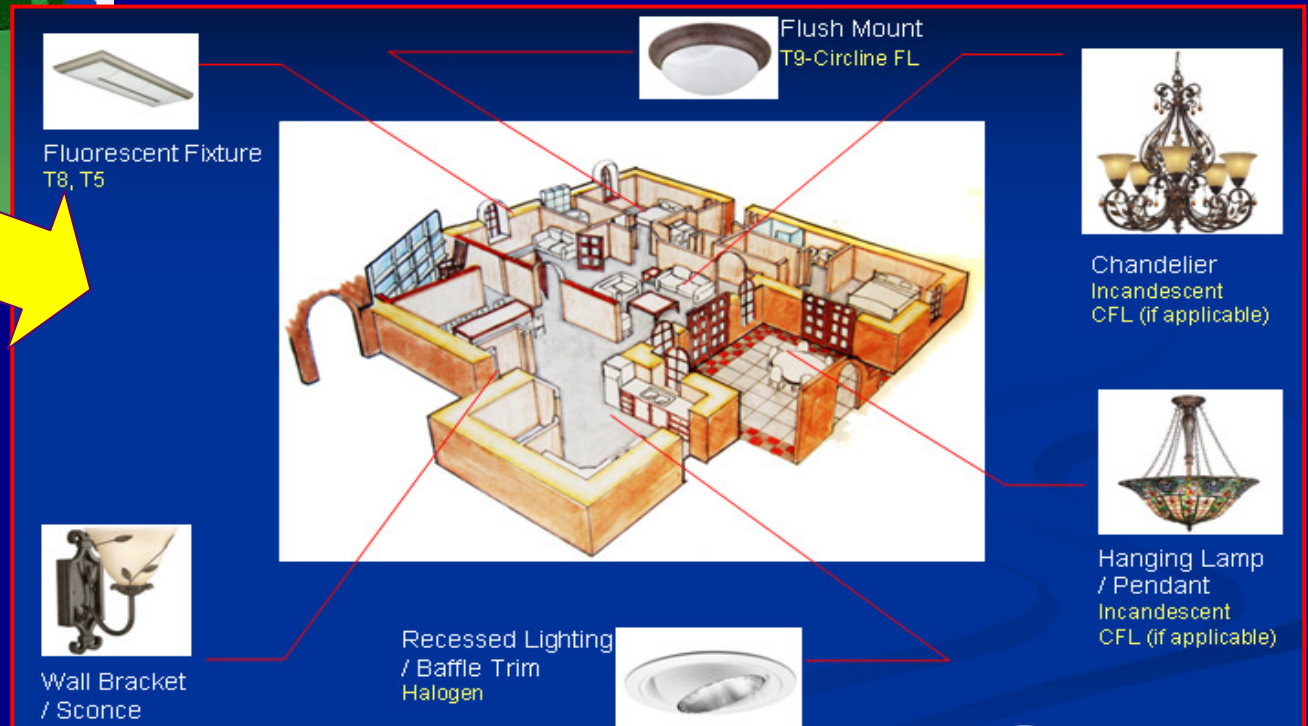 Flush Mount
T9-Circline FL
Fluorescent Fixture
T8, T5
Chandelier
Incandescent
CFL (if applicable)
Hanging Lamp
/ Pendant
Incandescent
CFL (if applicable)
Recessed Lighting
/ Baffle Trim
Halogen
Wall Bracket
/ Sconce